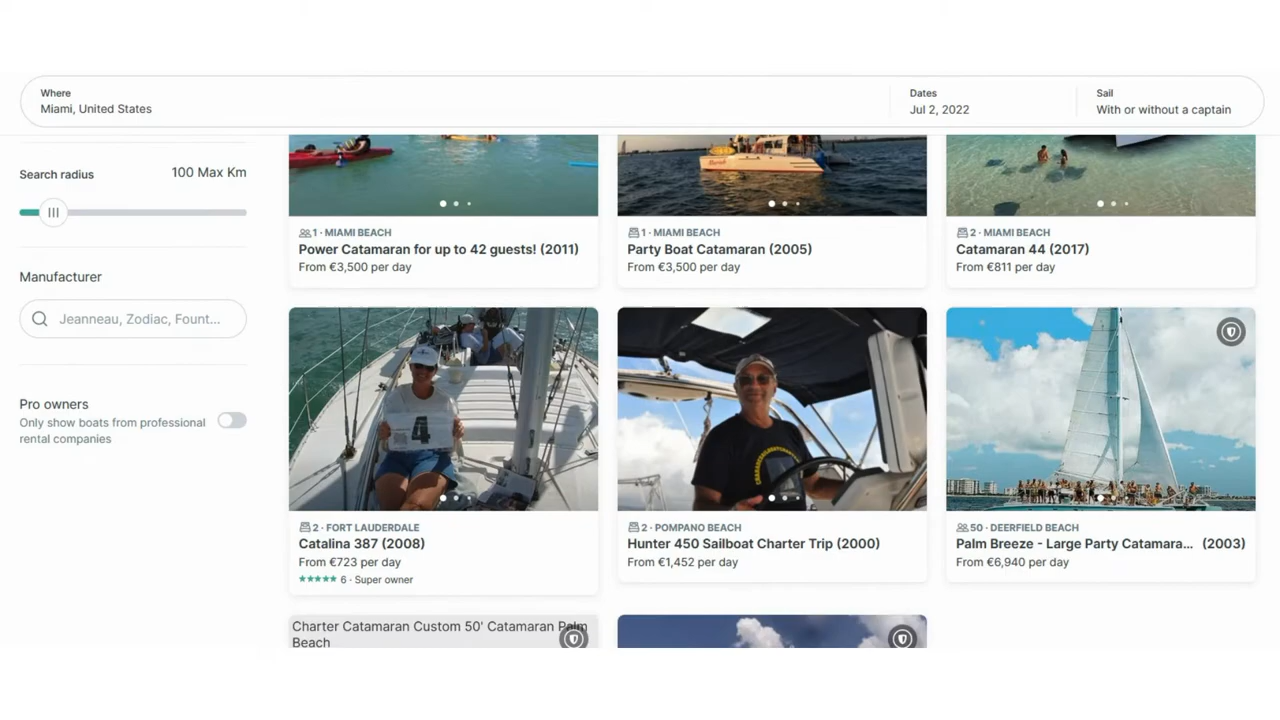 Where
Miami, United States
Dates
Jul 2, 2022
Sail
With or without a captain
Search radius
100 Max Km
Manufacturer
Jeanneau, Zodiac, Fount...
Pro owners
Only show boats from professional
rental companies
1 · MIAMI BEACH
Power Catamaran for up to 42 guests! (2011)
From €3,500 per day
1 · MIAMI BEACH
Party Boat Catamaran (2005)
From €3,500 per day
2 · MIAMI BEACH
Catamaran 44 (2017)
From €811 per day
4
2 · FORT LAUDERDALE
Catalina 387 (2008)
From €723 per day
6 · Super owner
2 · POMPANO BEACH
Hunter 450 Sailboat Charter Trip (2000)
From €1,452 per day
50 · DEERFIELD BEACH
Palm Breeze - Large Party Catamara... (2003)
From €6,940 per day
Charter Catamaran Custom 50' Catamaran Palm
Beach